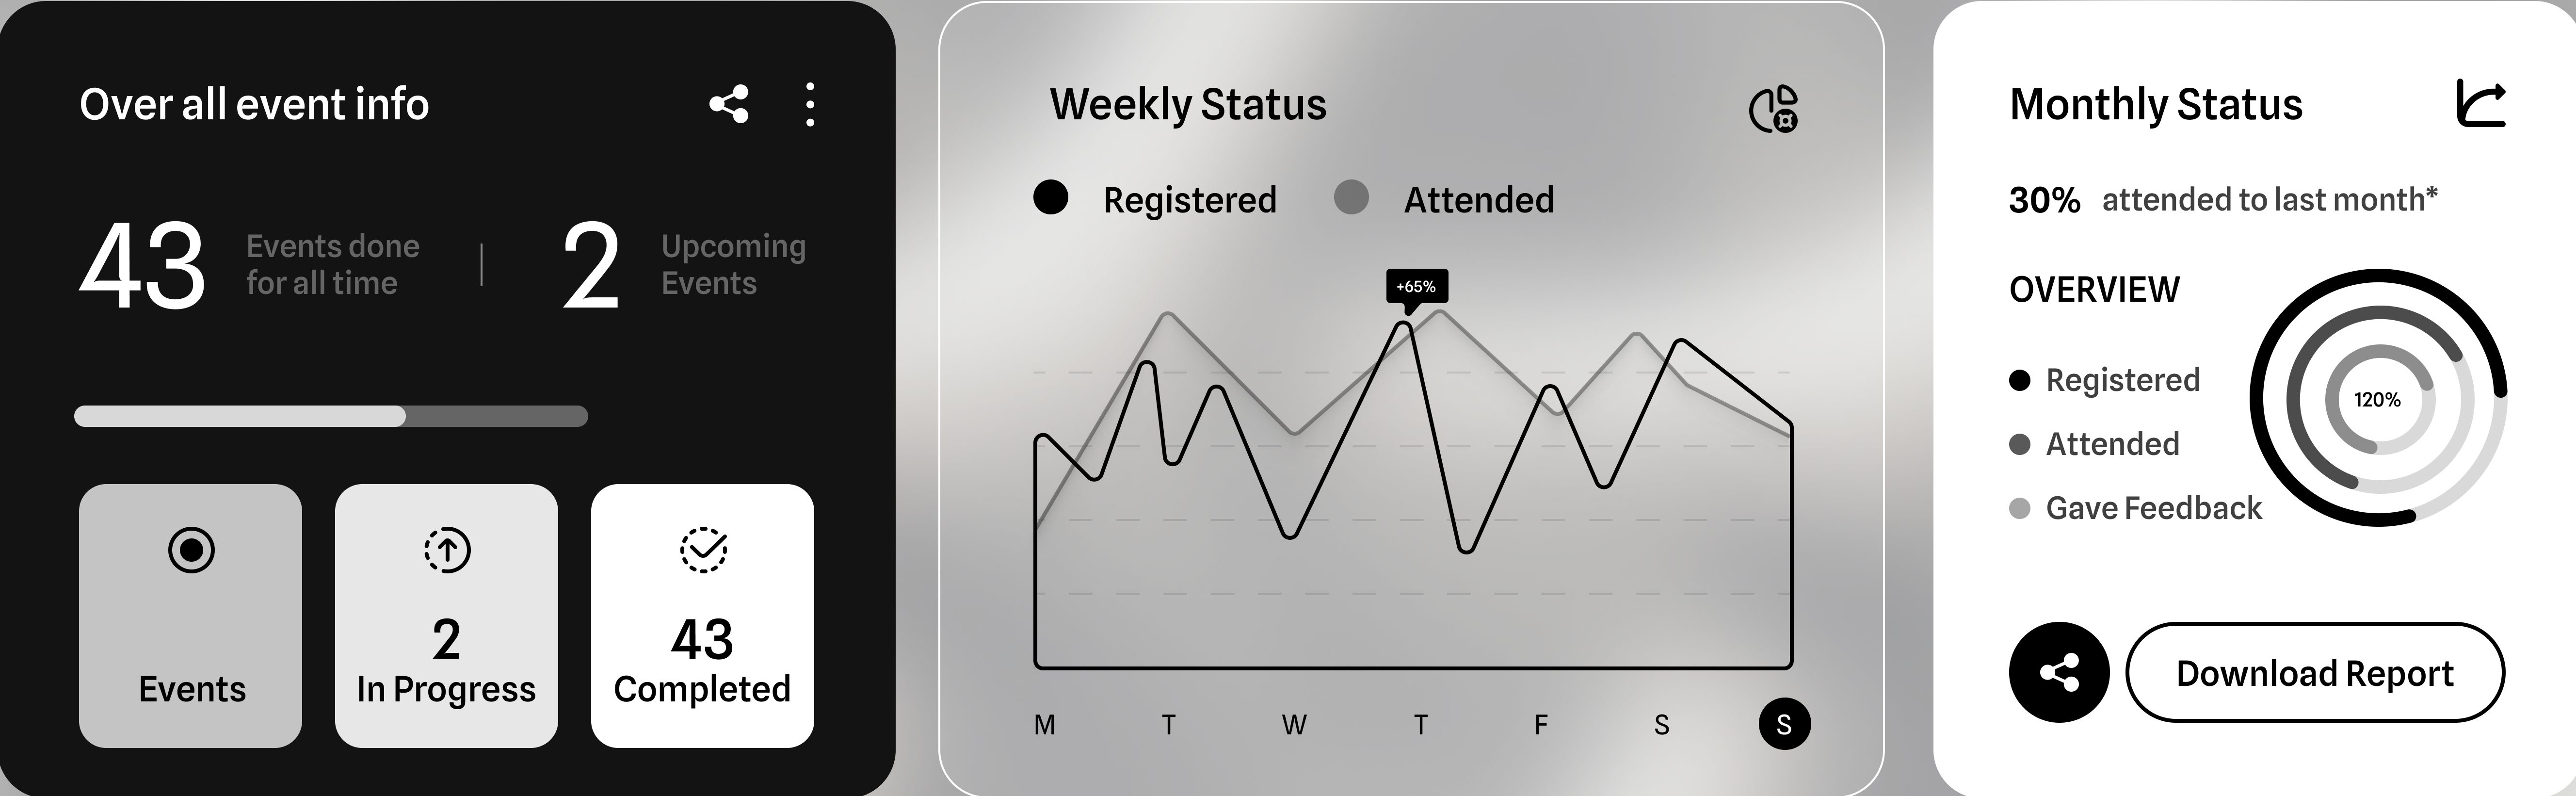 Over all event info
43
Events done
for all time
2
Upcoming
Events
Events
2
In Progress
43
Completed
Weekly Status
Registered
Attended
+65%
M T W T F S S
Monthly Status
30% attended to last month*
OVERVIEW
Registered
Attended
Gave Feedback
120%
Download Report